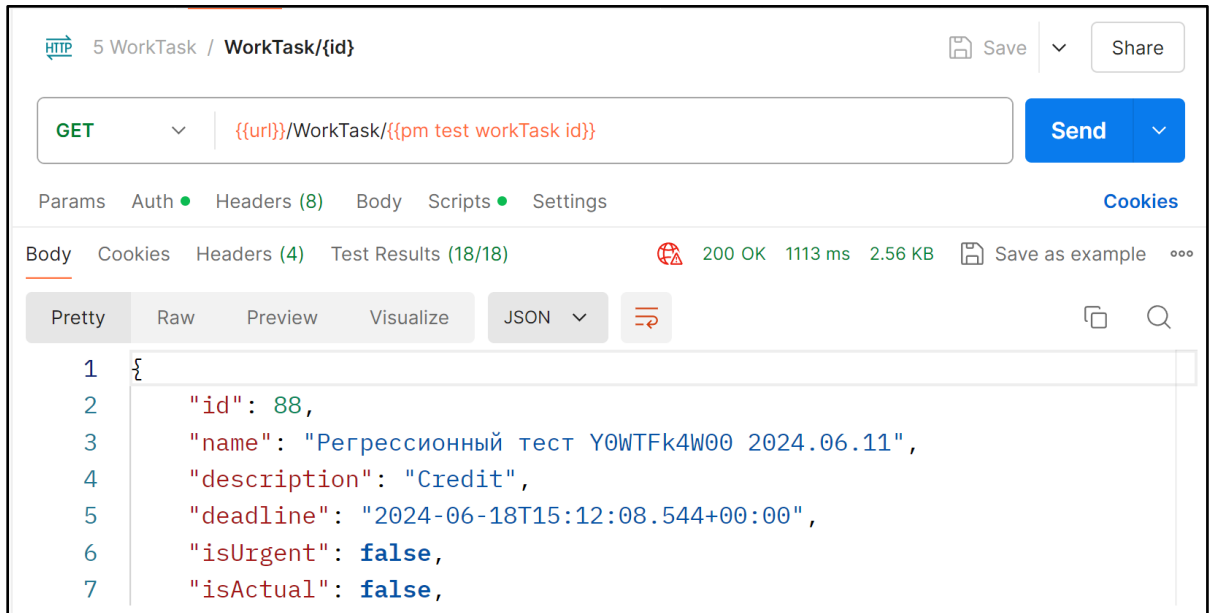 HTTP 5 WorkTask / WorkTask/{id} Save Share
GET {{url}}/WorkTask/{{pm test workTask id}} Send
Params Auth Headers (8) Body Scripts Settings Cookies
Body Cookies Headers (4) Test Results (18/18) 200 OK 1113 ms 2.56 KB Save as example
Pretty Raw Preview Visualize JSON
1 {
2 "id": 88,
3 "name": "Регрессионный тест Y0WTFk4W00 2024.06.11",
4 "description": "Credit",
5 "deadline": "2024-06-18T15:12:08.544+00:00",
6 "isUrgent": false,
7 "isActual": false,